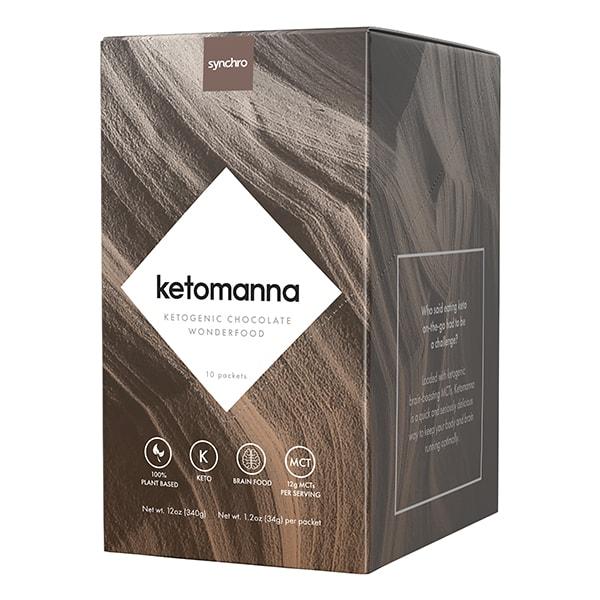 synchro
ketomanna
KETOGENIC CHOCOLATE
WONDERFOOD
10 packets
100%
PLANT BASED
K
KETO
BRAIN FOOD
MCT
12g MCTs
PER SERVING
Net wt. 12oz (340g)
Net wt. 1.2oz (34g) per packet
Who said eating keto
on-the-go had to be
a challenge?
Loaded with ketogenic
brain-boosting MCTs, Ketomanna
is a quick and seriously delicious
way to keep your body and brain
running optimally.